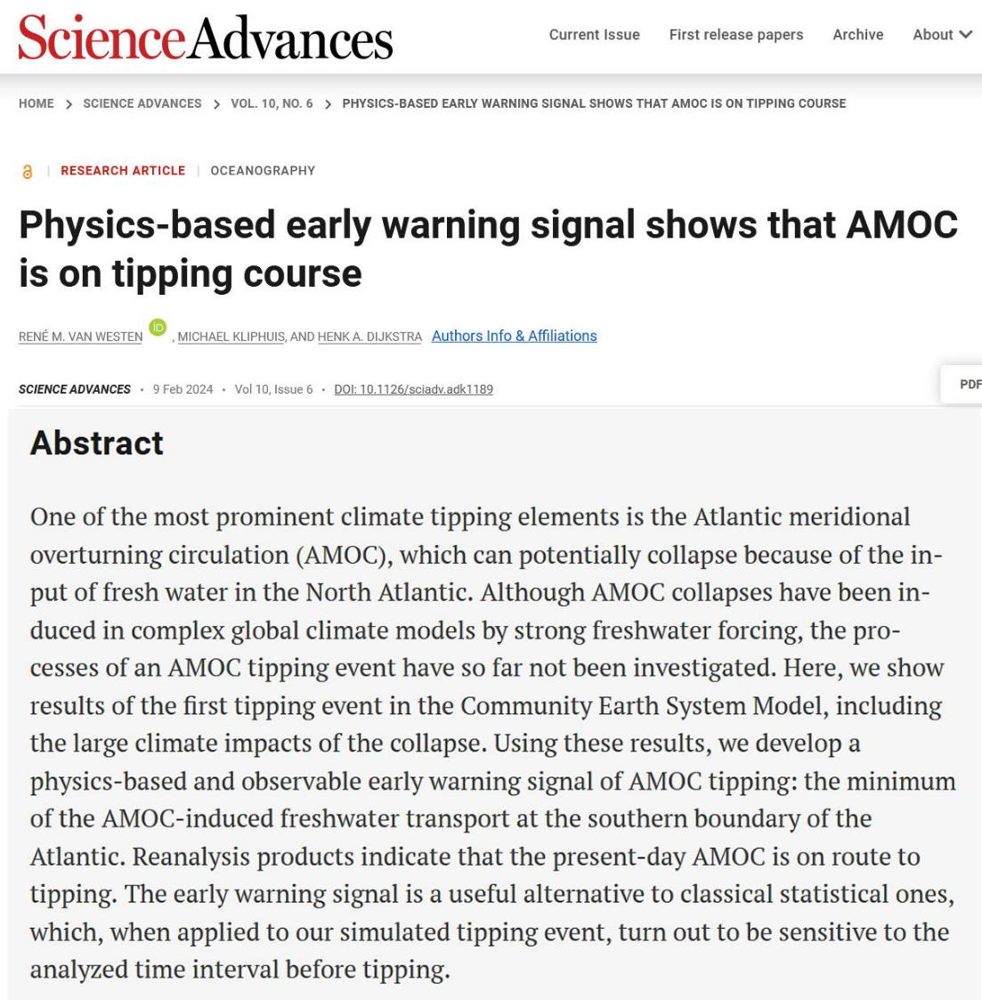 ScienceAdvances
Current Issue First release papers Archive About
HOME > SCIENCE ADVANCES > VOL. 10, NO. 6 > PHYSICS-BASED EARLY WARNING SIGNAL SHOWS THAT AMOC IS ON TIPPING COURSE
| RESEARCH ARTICLE | OCEANOGRAPHY
Physics-based early warning signal shows that AMOC
is on tipping course
RENÉ M. VAN WESTEN iD , MICHAEL KLIPHUIS, AND HENK A. DIJKSTRA Authors Info & Affiliations
SCIENCE ADVANCES • 9 Feb 2024 • Vol 10, Issue 6 • DOI: 10.1126/sciadv.adk1189
PDF
Abstract
One of the most prominent climate tipping elements is the Atlantic meridional
overturning circulation (AMOC), which can potentially collapse because of the in-
put of fresh water in the North Atlantic. Although AMOC collapses have been in-
duced in complex global climate models by strong freshwater forcing, the pro-
cesses of an AMOC tipping event have so far not been investigated. Here, we show
results of the first tipping event in the Community Earth System Model, including
the large climate impacts of the collapse. Using these results, we develop a
physics-based and observable early warning signal of AMOC tipping: the minimum
of the AMOC-induced freshwater transport at the southern boundary of the
Atlantic. Reanalysis products indicate that the present-day AMOC is on route to
tipping. The early warning signal is a useful alternative to classical statistical ones,
which, when applied to our simulated tipping event, turn out to be sensitive to the
analyzed time interval before tipping.